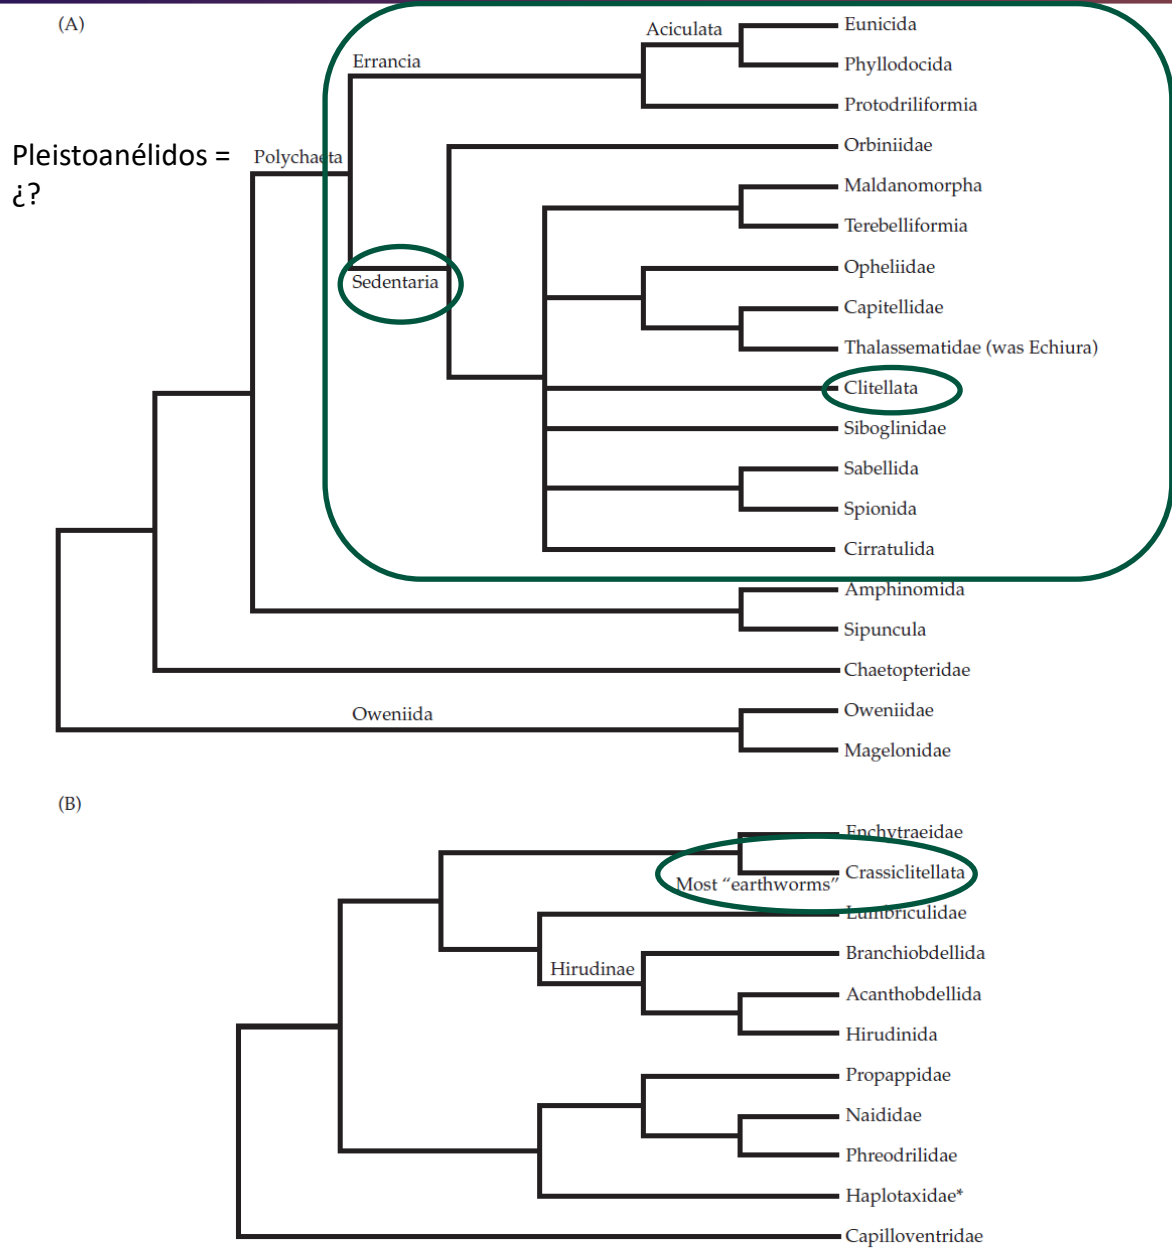 (A)
Eunicida
Aciculata
Phyllodocida
Errancia
Protodriliformia
Orbiniidae
Pleistoanélidos =
¿?
Polychaeta
Maldanomorpha
Terebelliformia
Opheliidae
Sedentaria
Capitellidae
Thalassematidae (was Echiura)
Clitellata
Siboglinidae
Sabellida
Spionida
Cirratulida
Amphinomida
Sipuncula
Chaetopteridae
Oweniida
Oweniidae
Magelonidae
(B)
Enchytraeidae
Crassiclitellata
Most “earthworms”
Lumbriculidae
Branchiobdellida
Hirudinae
Acanthobdellida
Hirudinida
Propappidae
Naididae
Phreodrilidae
Haplotaxidae*
Capilloventridae